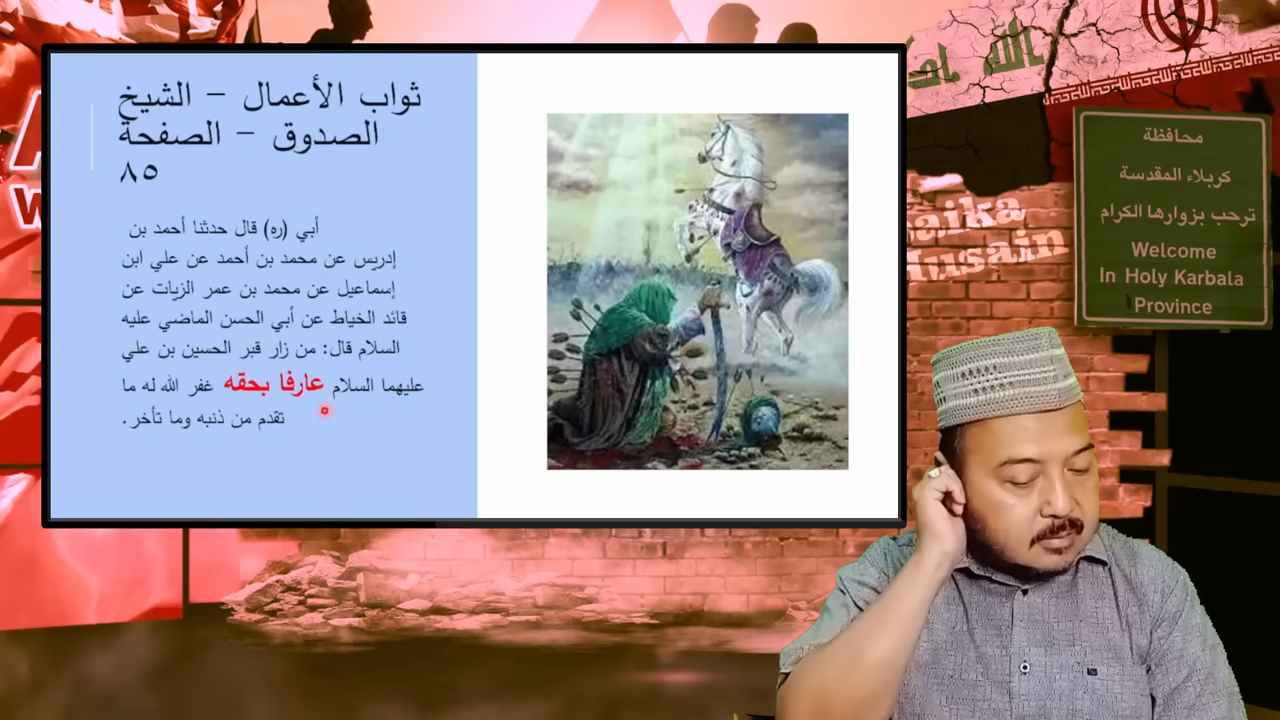 ثواب الأعمال – الشيخ
الصدوق – الصفحة
٨٥
أبي (ره) قال حدثنا أحمد بن
إدريس عن محمد بن أحمد عن علي ابن
إسماعيل عن محمد بن عمر الزيات عن
قائد الخياط عن أبي الحسن الماضي عليه
السلام قال: من زار قبر الحسين بن علي
عليهما السلام عارفا بحقه غفر الله له ما
تقدم من ذنبه وما تأخر.
محافظة
كربلاء المقدسة
ترحب بزوارها الكرام
Welcome
In Holy Karbala
Province
Husain